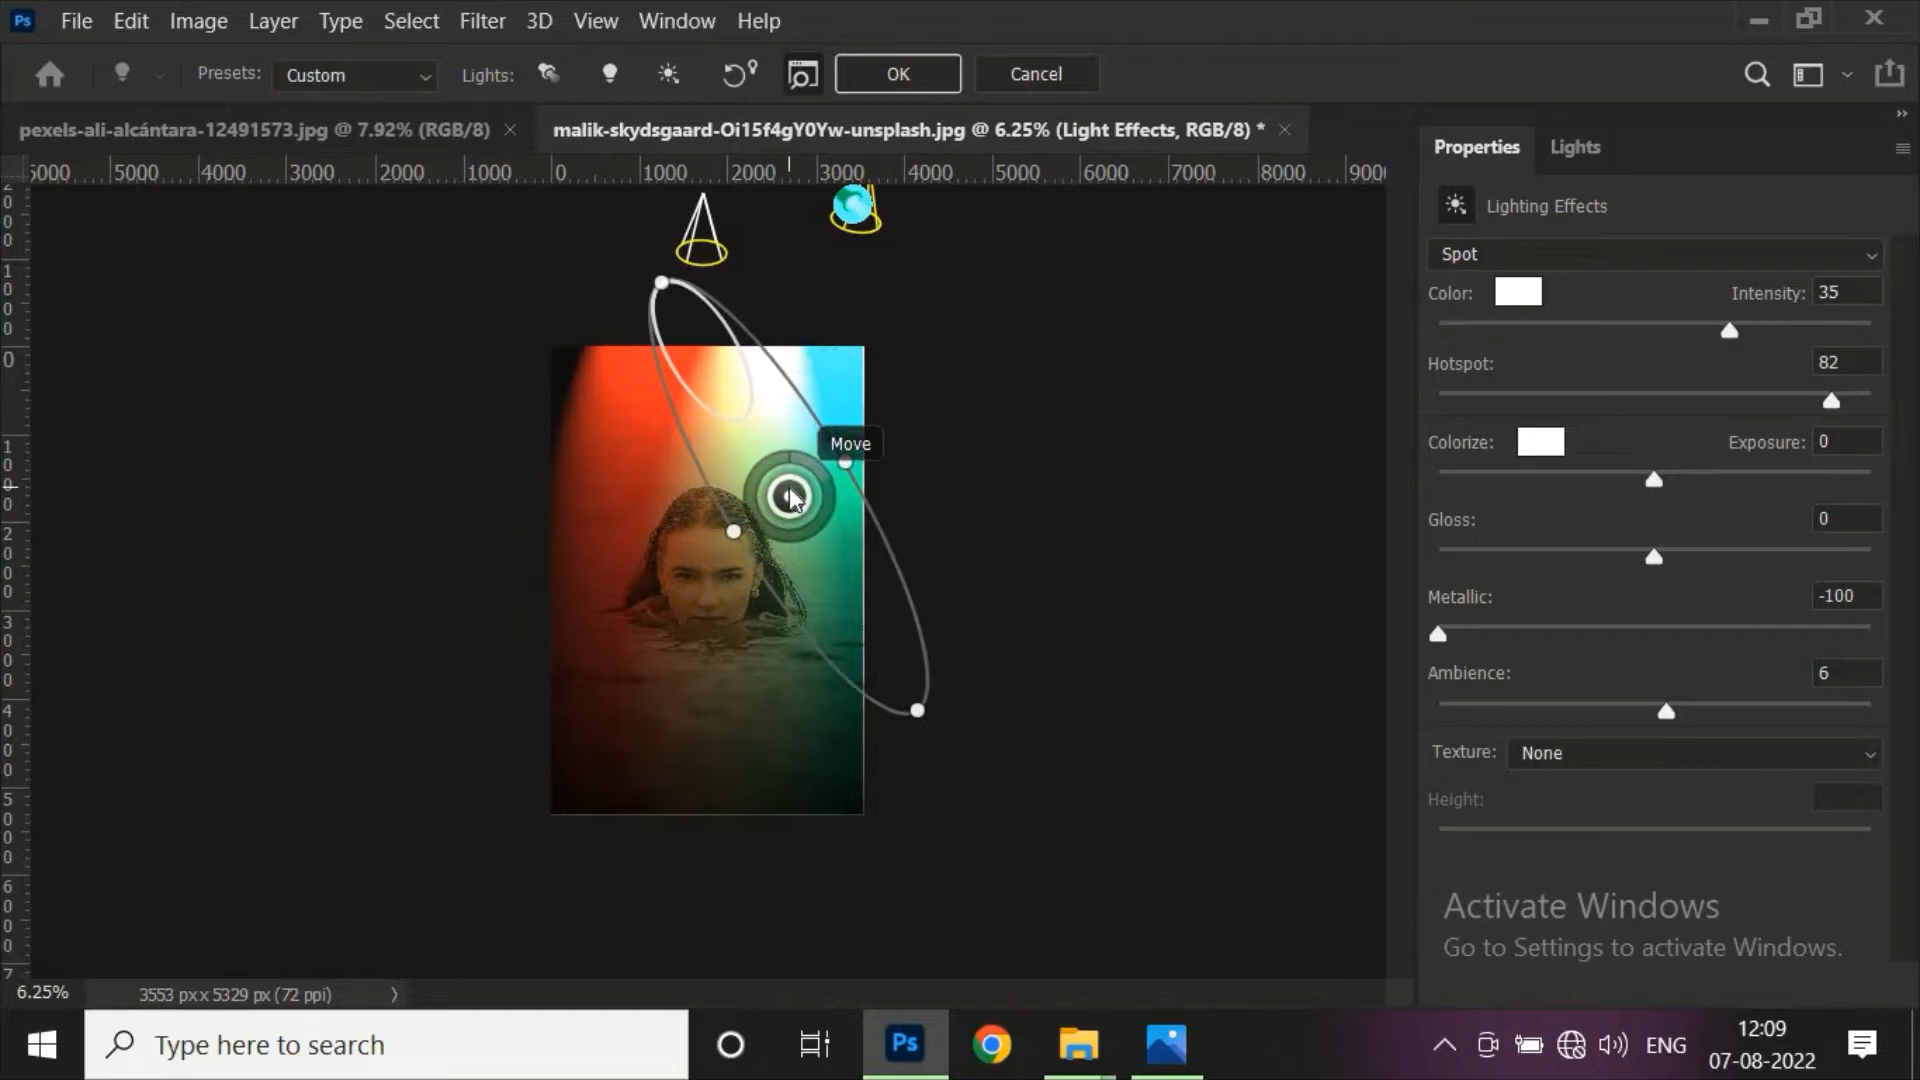 Ps File Edit Image Layer Type Select Filter 3D View Window Help
Presets: Custom Lights: OK Cancel
pexels-ali-alcántara-12491573.jpg @ 7.92% (RGB/8) malik-skydsgaard-Oi15f4gY0Yw-unsplash.jpg @ 6.25% (Light Effects, RGB/8) *
5000 5000 4000 3000 2000 1000 0 1000 2000 3000 4000 5000 6000 7000 8000 9000
Properties Lights
Lighting Effects
Spot
Color: Intensity: 35
Hotspot: 82
Move
Colorize: Exposure: 0
Gloss: 0
Metallic: -100
Ambience: 6
Texture: None
Height:
Activate Windows
Go to Settings to activate Windows.
6.25% 3553 px x 5329 px (72 ppi)
Type here to search Ps ENG 12:09
07-08-2022